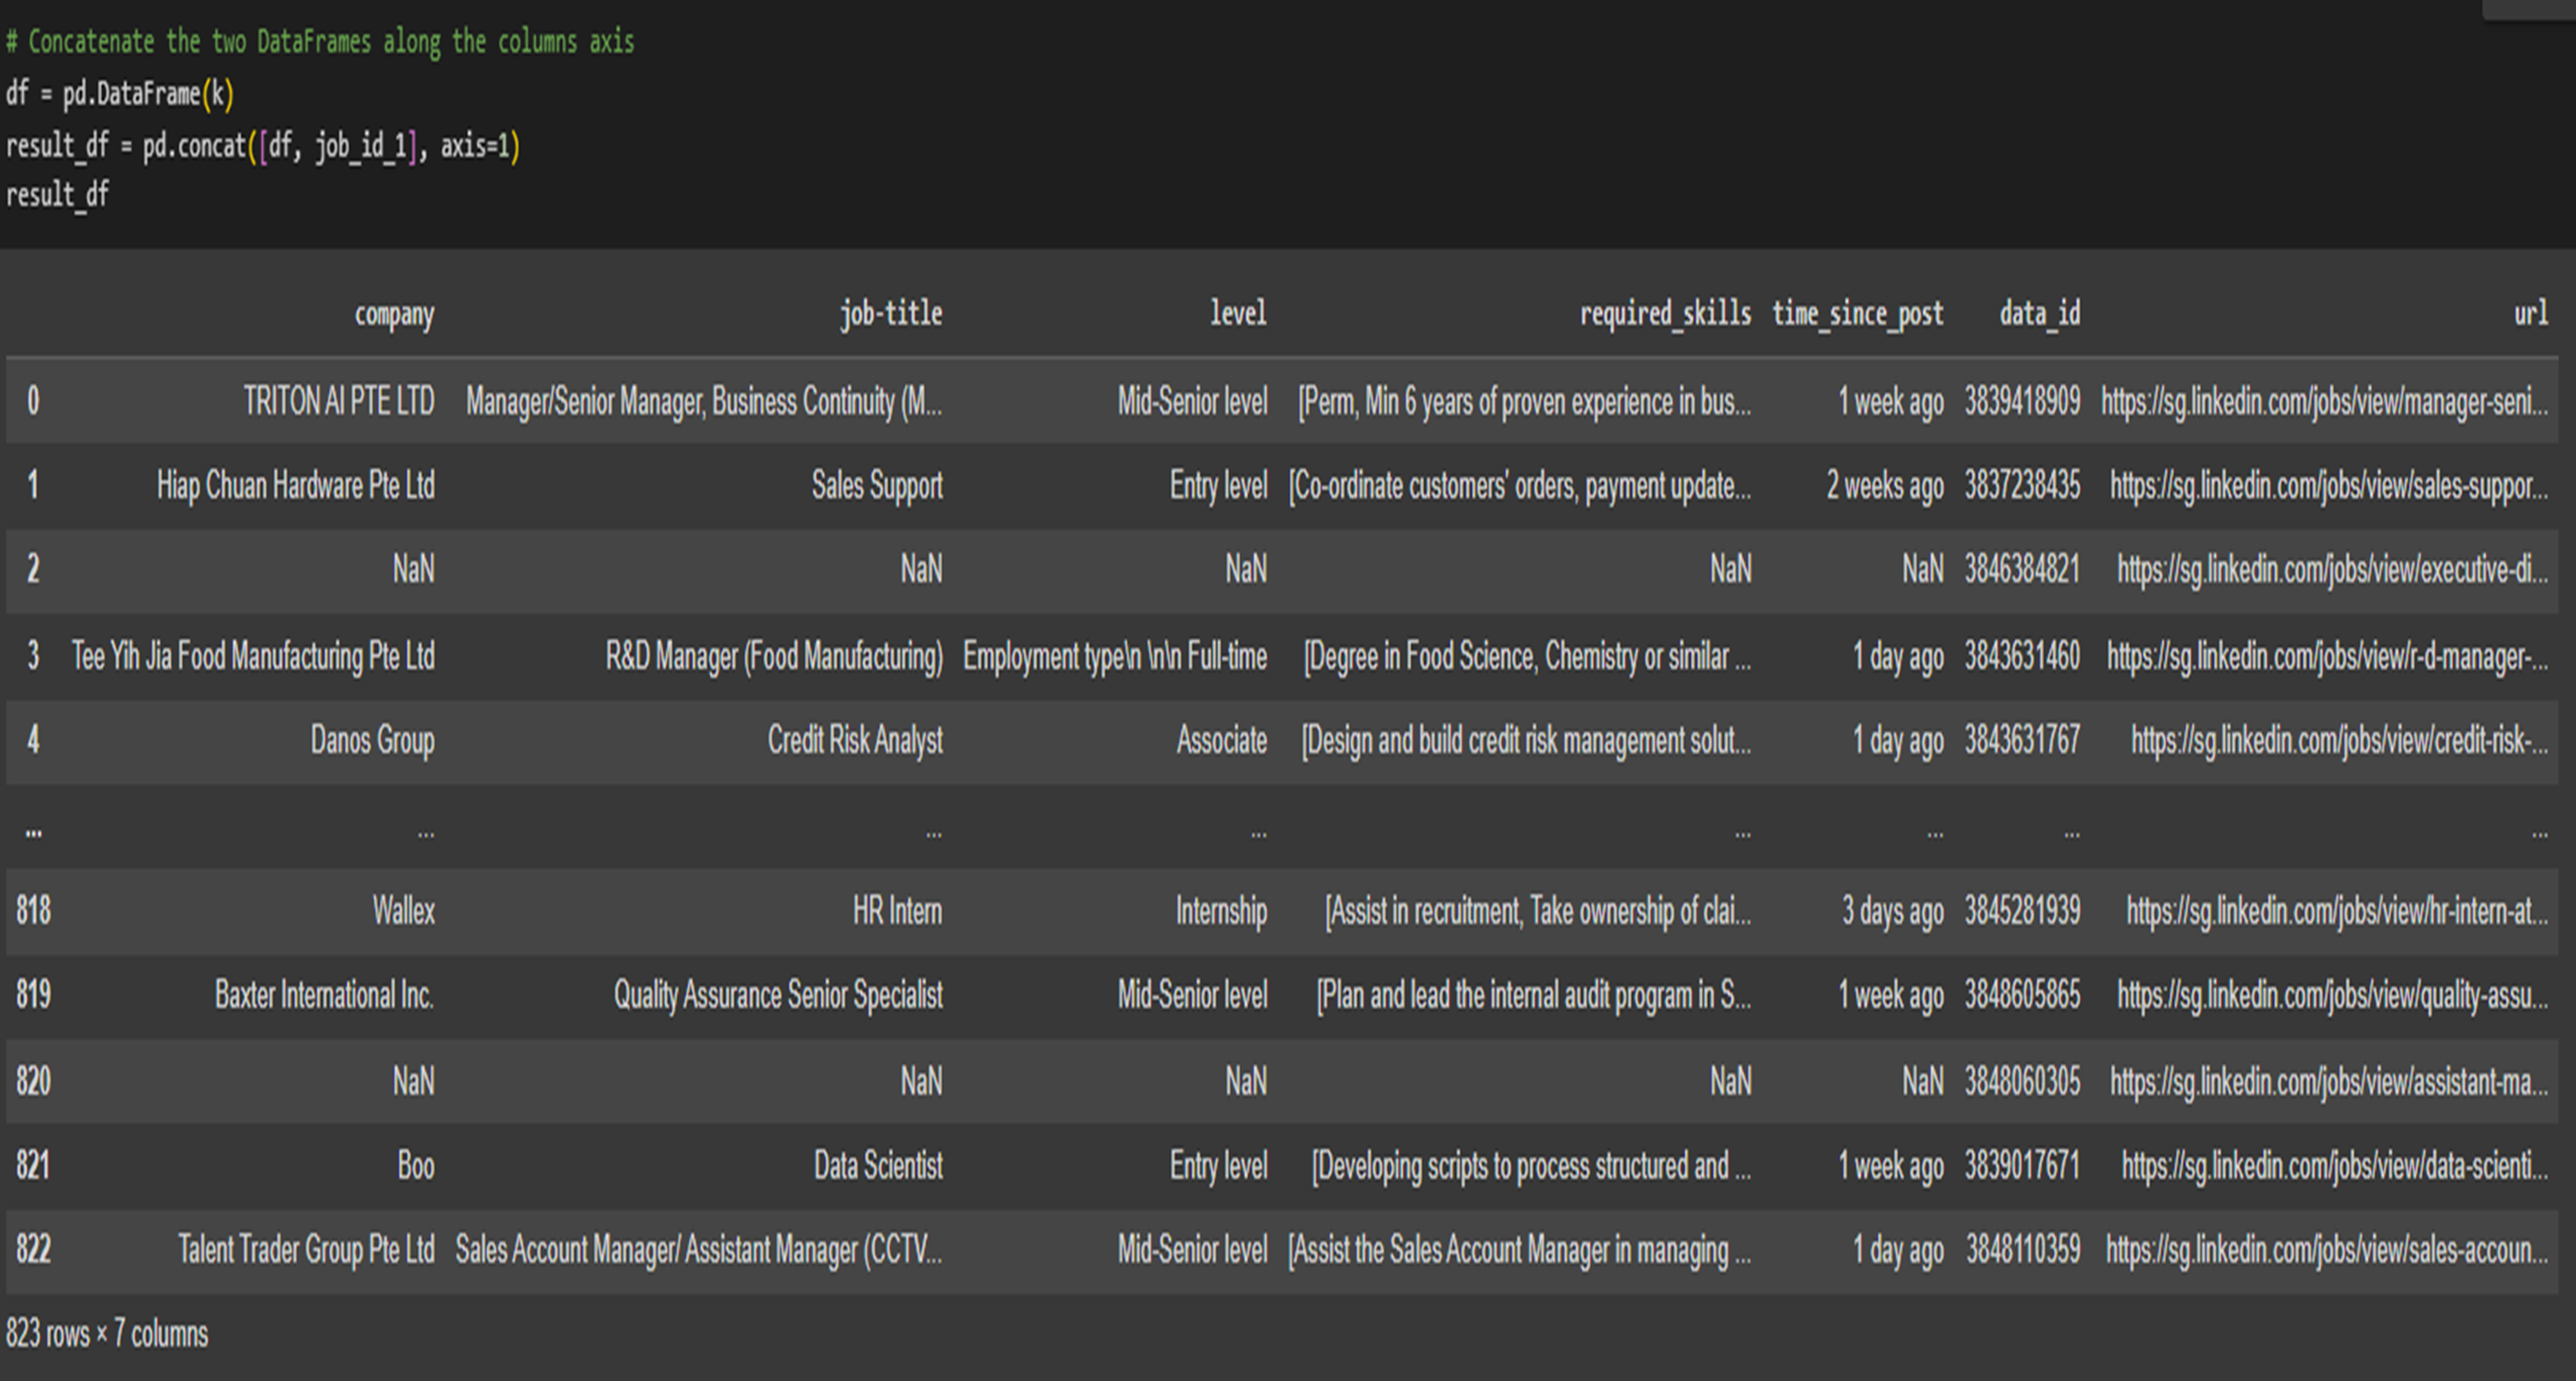 # Concatenate the two DataFrames along the columns axis
df = pd.DataFrame(k)
result_df = pd.concat([df, job_id_1], axis=1)
result_df
company job-title level required_skills time_since_post data_id url
0 TRITON AI PTE LTD Manager/Senior Manager, Business Continuity (M... Mid-Senior level [Perm, Min 6 years of proven experience in bus... 1 week ago 3839418909 https://sg.linkedin.com/jobs/view/manager-seni...
1 Hiap Chuan Hardware Pte Ltd Sales Support Entry level [Co-ordinate customers' orders, payment update... 2 weeks ago 3837238435 https://sg.linkedin.com/jobs/view/sales-suppor...
2 NaN NaN NaN NaN NaN 3846384821 https://sg.linkedin.com/jobs/view/executive-di...
3 Tee Yih Jia Food Manufacturing Pte Ltd R&D Manager (Food Manufacturing) Employment type\n \n\n Full-time [Degree in Food Science, Chemistry or similar ... 1 day ago 3843631460 https://sg.linkedin.com/jobs/view/r-d-manager-...
4 Danos Group Credit Risk Analyst Associate [Design and build credit risk management solut... 1 day ago 3843631767 https://sg.linkedin.com/jobs/view/credit-risk-...
... ... ... ... ... ... ... ...
818 Wallex HR Intern Internship [Assist in recruitment, Take ownership of clai... 3 days ago 3845281939 https://sg.linkedin.com/jobs/view/hr-intern-at...
819 Baxter International Inc. Quality Assurance Senior Specialist Mid-Senior level [Plan and lead the internal audit program in S... 1 week ago 3848605865 https://sg.linkedin.com/jobs/view/quality-assu...
820 NaN NaN NaN NaN NaN 3848060305 https://sg.linkedin.com/jobs/view/assistant-ma...
821 Boo Data Scientist Entry level [Developing scripts to process structured and ... 1 week ago 3839017671 https://sg.linkedin.com/jobs/view/data-scienti...
822 Talent Trader Group Pte Ltd Sales Account Manager/ Assistant Manager (CCTV... Mid-Senior level [Assist the Sales Account Manager in managing ... 1 day ago 3848110359 https://sg.linkedin.com/jobs/view/sales-accoun...
823 rows × 7 columns